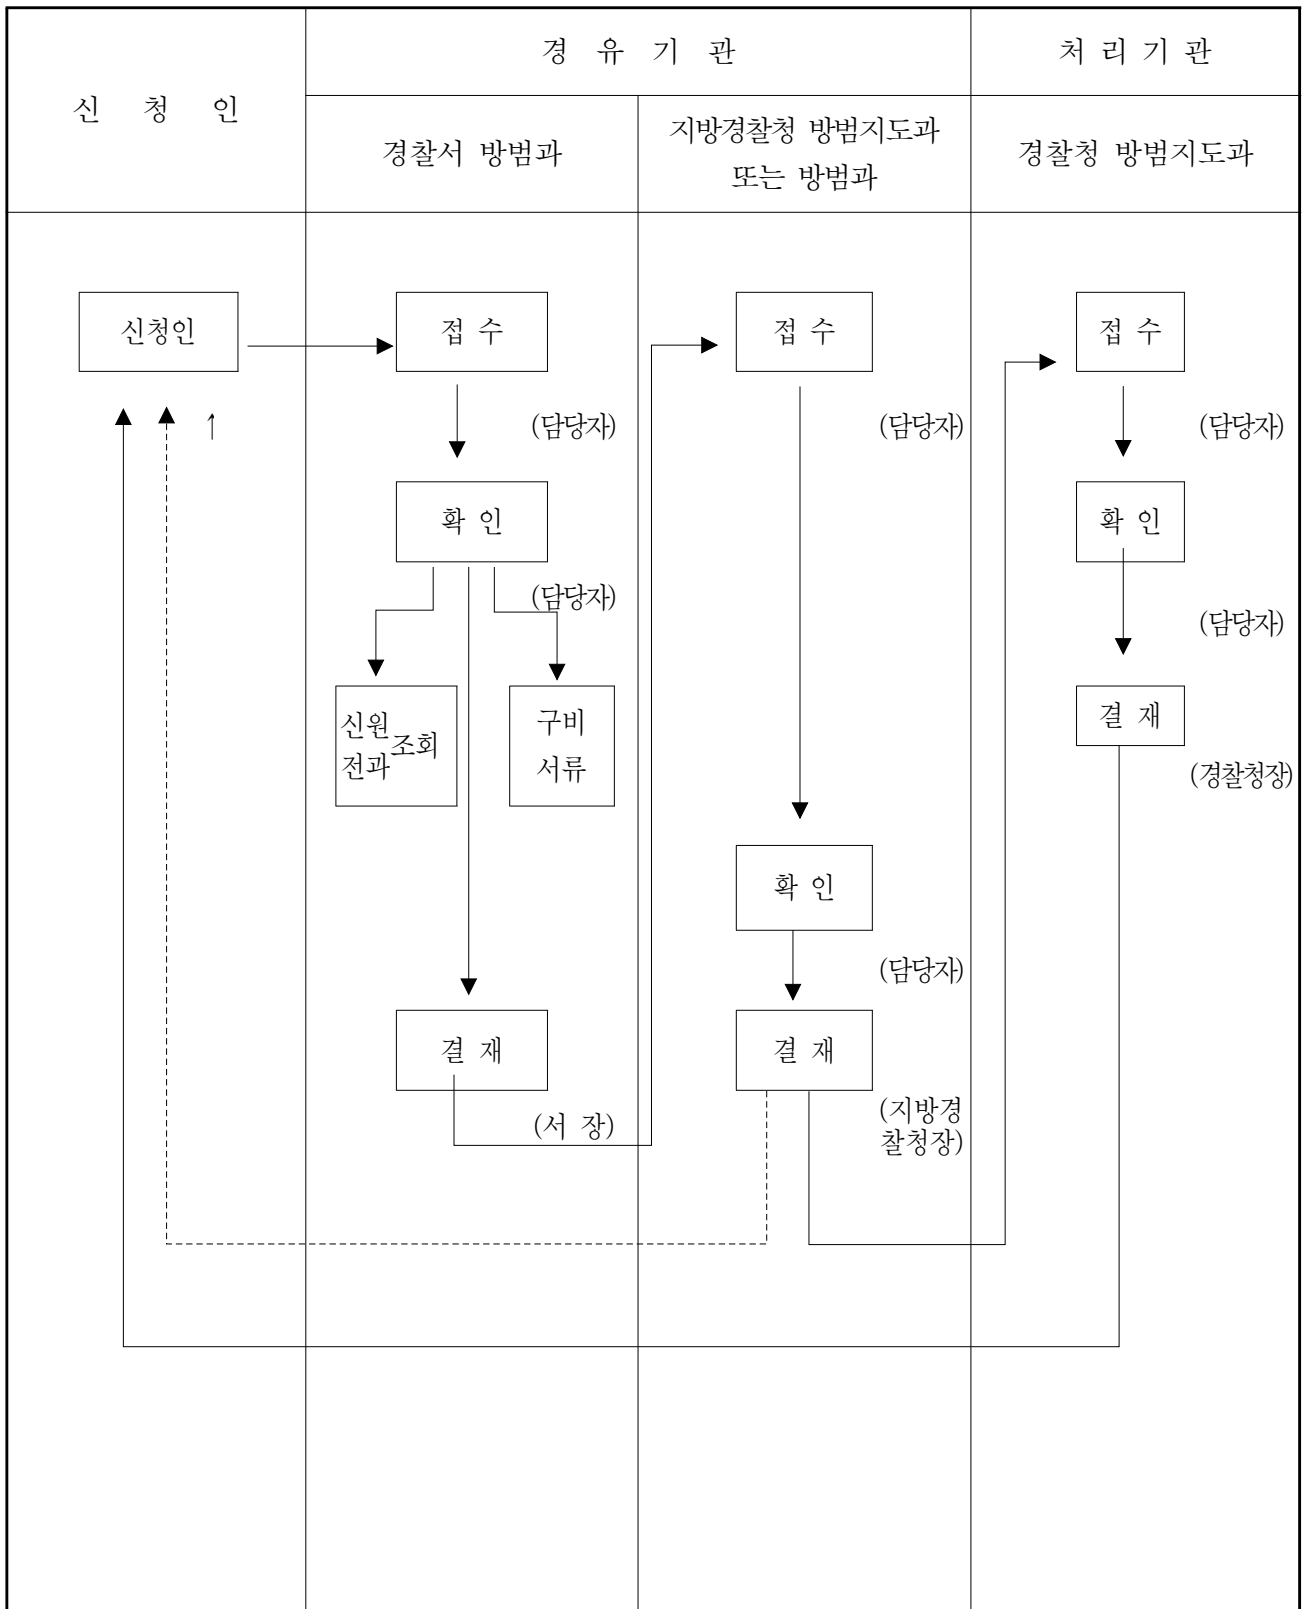 신 청 인
경 유 기 관
처 리 기 관
경찰서 방범과
지방경찰청 방범지도과
또는 방범과
경찰청 방범지도과
신청인
접 수
접 수
접 수
↑
(담당자)
(담당자)
(담당자)
확 인
확 인
(담당자)
(담당자)
신원
전과
조회
구비
서류
결 재
(경찰청장)
확 인
(담당자)
결 재
결 재
(서 장)
(지방경
찰청장)